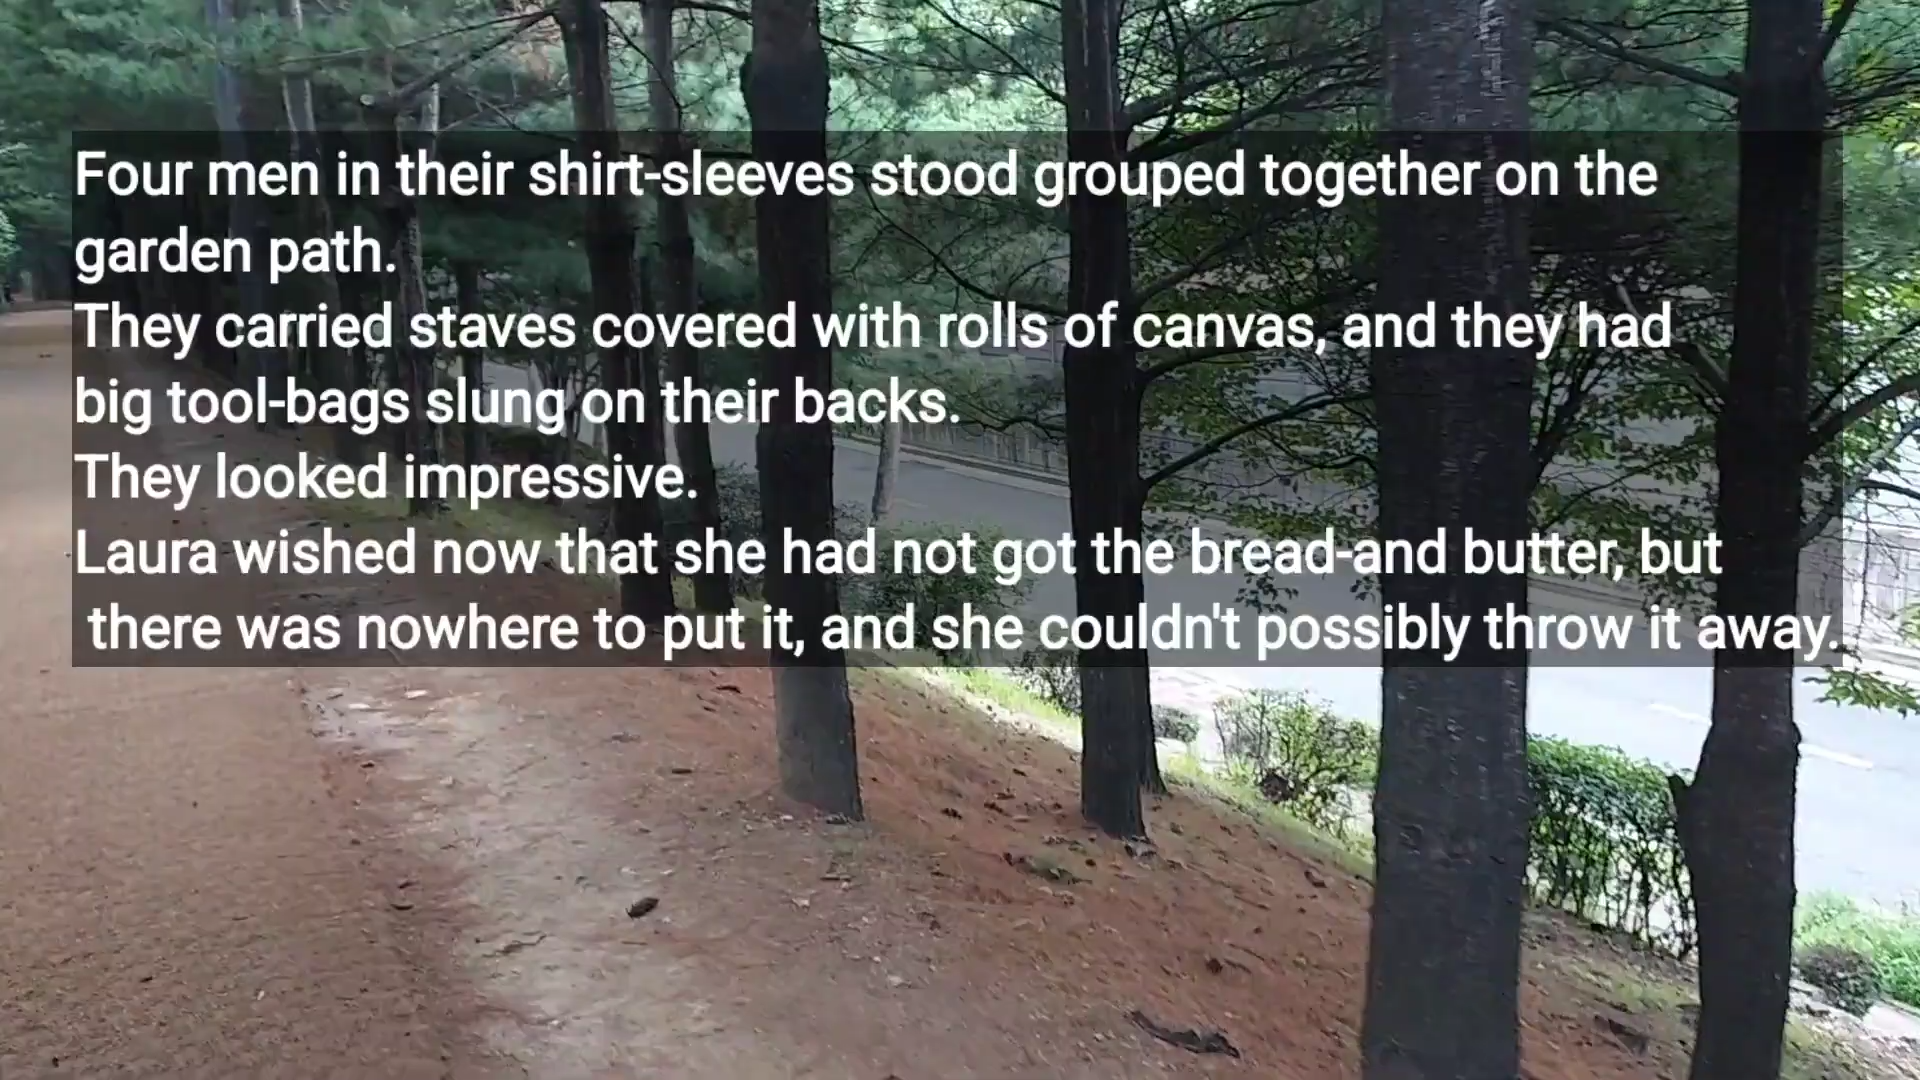 Four men in their shirt-sleeves stood grouped together on the
garden path.
They carried staves covered with rolls of canvas, and they had
big tool-bags slung on their backs.
They looked impressive.
Laura wished now that she had not got the bread-and butter, but
there was nowhere to put it, and she couldn't possibly throw it away.